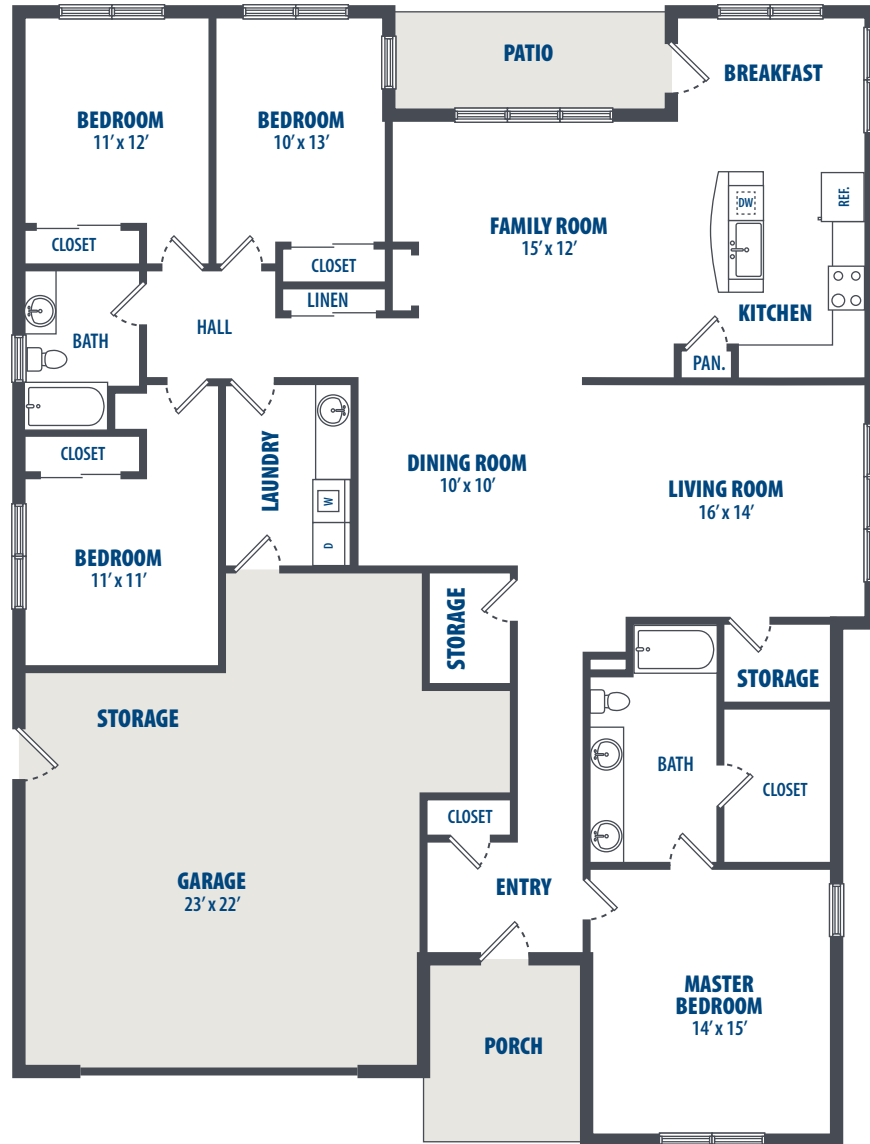 PATIO
BREAKFAST
BEDROOM
11' x 12'
BEDROOM
10' x 13'
DW
REF.
FAMILY ROOM
15' x 12'
CLOSET
CLOSET
LINEN
HALL
BATH
KITCHEN
PAN.
CLOSET
LAUNDRY
W
D
DINING ROOM
10' x 10'
LIVING ROOM
16' x 14'
BEDROOM
11' x 11'
STORAGE
STORAGE
STORAGE
BATH
CLOSET
CLOSET
GARAGE
23' x 22'
ENTRY
MASTER
BEDROOM
14' x 15'
PORCH